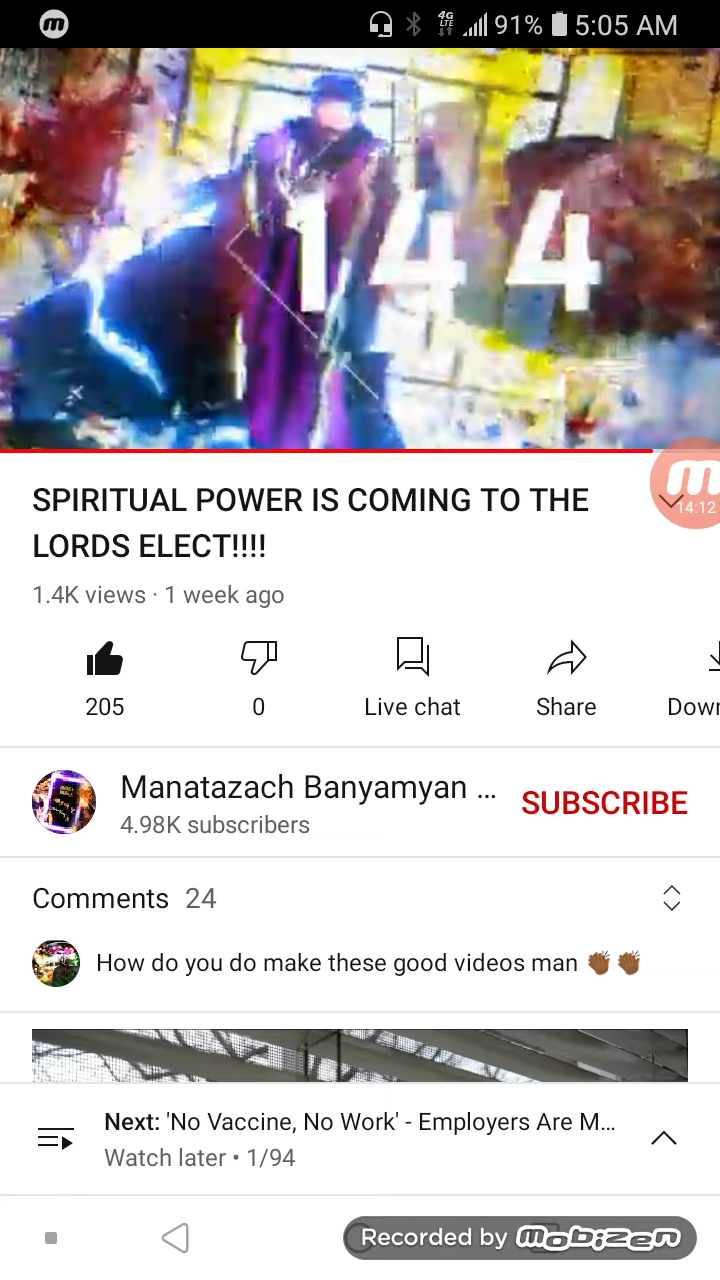 4G
LTE
91% 5:05 AM
144
SPIRITUAL POWER IS COMING TO THE
LORDS ELECT!!!!
14:12
1.4K views · 1 week ago
205
0
Live chat
Share
Down
Manatazach Banyamyan ...
4.98K subscribers
SUBSCRIBE
Comments 24
How do you do make these good videos man 👏🏾👏🏾
Next: 'No Vaccine, No Work' - Employers Are M...
Watch later • 1/94
Recorded by mobizen